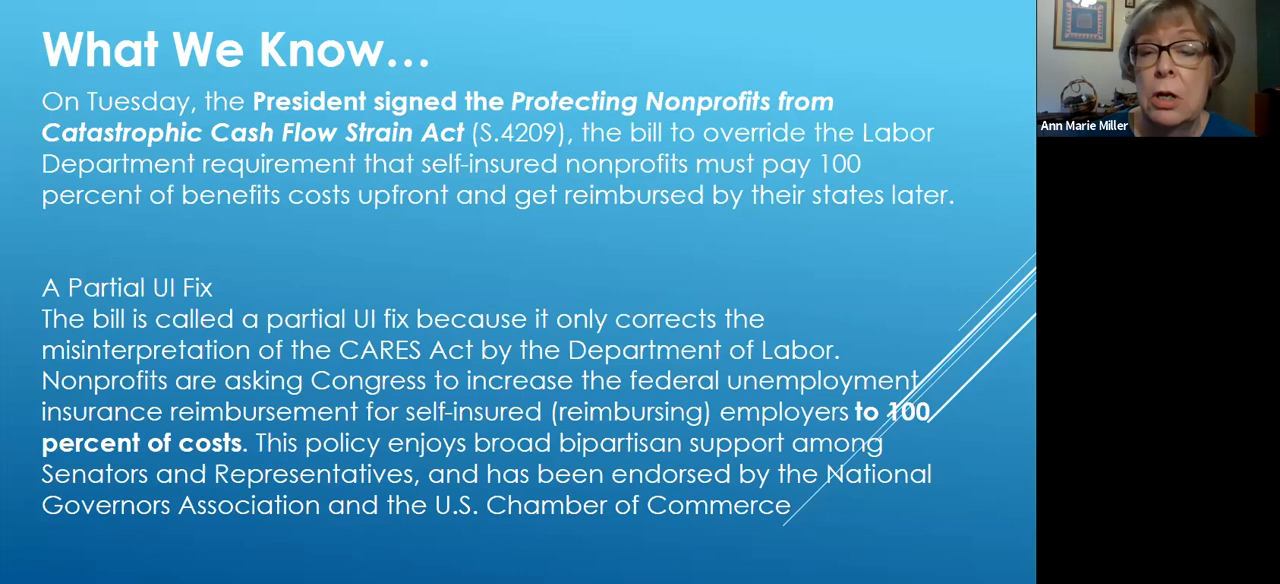 What We Know...
On Tuesday, the President signed the Protecting Nonprofits from
Catastrophic Cash Flow Strain Act (S.4209), the bill to override the Labor
Department requirement that self-insured nonprofits must pay 100
percent of benefits costs upfront and get reimbursed by their states later.
A Partial UI Fix
The bill is called a partial UI fix because it only corrects the
misinterpretation of the CARES Act by the Department of Labor.
Nonprofits are asking Congress to increase the federal unemployment
insurance reimbursement for self-insured (reimbursing) employers to 100
percent of costs. This policy enjoys broad bipartisan support among
Senators and Representatives, and has been endorsed by the National
Governors Association and the U.S. Chamber of Commerce
Ann Marie Miller